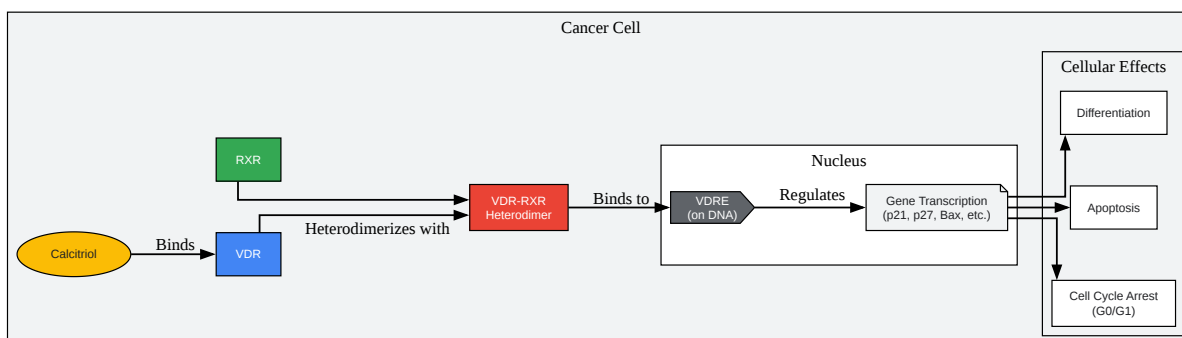 Cancer Cell
Cellular Effects
Differentiation
RXR
Nucleus
VDR-RXR
Heterodimer
Binds to
VDRE
(on DNA)
Regulates
Gene Transcription
(p21, p27, Bax, etc.)
Apoptosis
Heterodimerizes with
Calcitriol
Binds
VDR
Cell Cycle Arrest
(G0/G1)